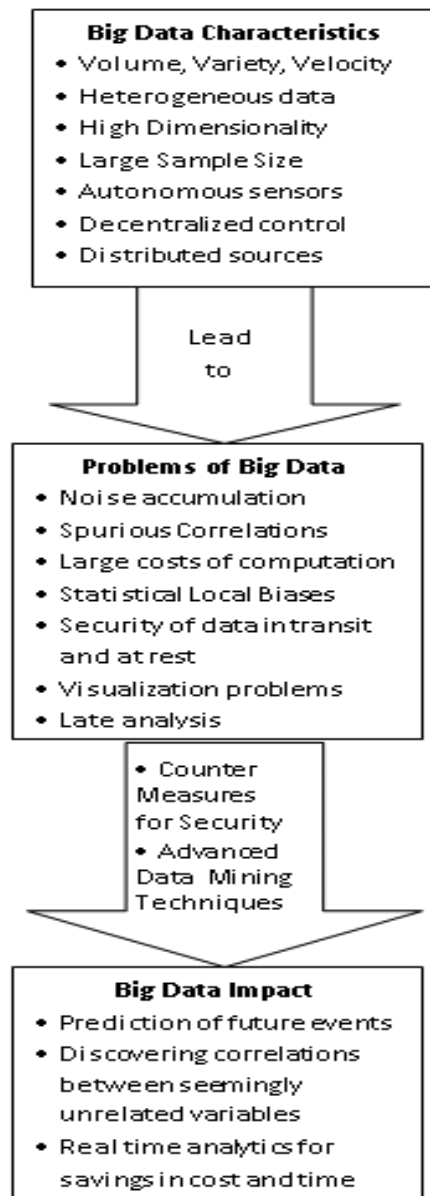 Big Data Characteristics
• Volume, Variety, Velocity
• Heterogeneous data
• High Dimensionality
• Large Sample Size
• Autonomous sensors
• Decentralized control
• Distributed sources
Lead
to
Problems of Big Data
• Noise accumulation
• Spurious Correlations
• Large costs of computation
• Statistical Local Biases
• Security of data in transit
and at rest
• Visualization problems
• Late analysis
• Counter
Measures
for Security
• Advanced
Data Mining
Techniques
Big Data Impact
• Prediction of future events
• Discovering correlations
between seemingly
unrelated variables
• Real time analytics for
savings in cost and time